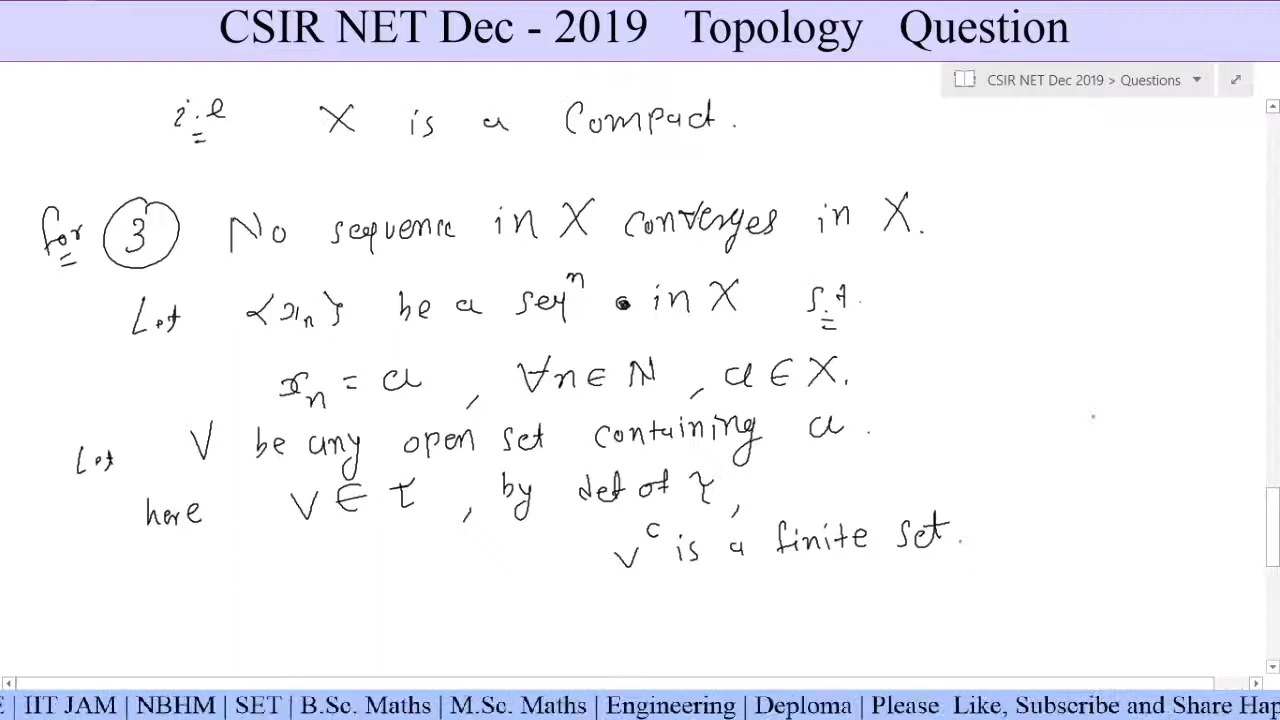 CSIR NET Dec - 2019 Topology Question
CSIR NET Dec 2019 > Questions
i.e X is a Compact.
for ③ No sequence in X converges in X.
Let <xn} be a seqⁿ in X s.t.
xn = a , ∀n ∈ N , a ∈ X.
Let V be any open set containing a.
here V ∈ τ , by def of τ,
V^c is a finite set.
E | IIT JAM | NBHM | SET | B.Sc. Maths | M.Sc. Maths | Engineering | Deploma | Please Like, Subscribe and Share Hap